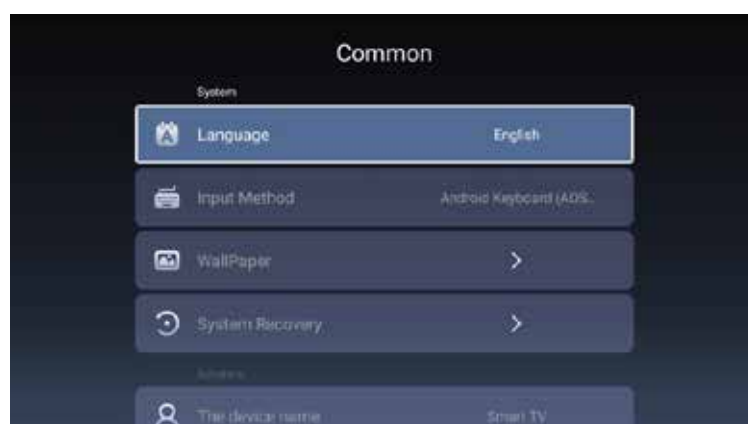 Common
System
Language English
Input Method Android Keyboard (AOS..
WallPaper
System Recovery
The device name Smart TV